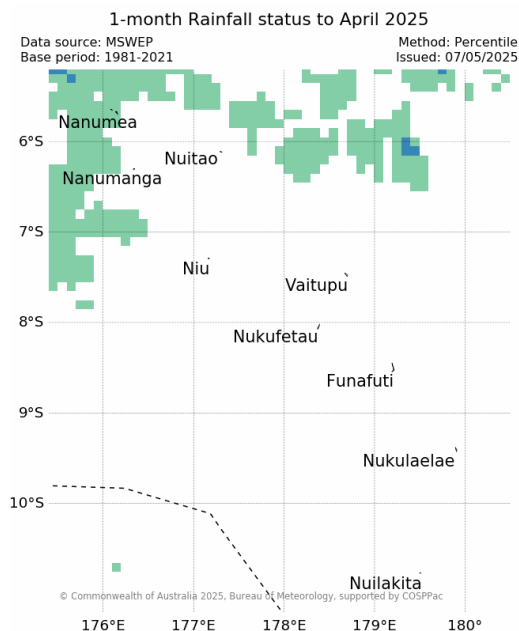 1-month Rainfall status to April 2025
Data source: MSWEP
Method: Percentile
Base period: 1981-2021
Issued: 07/05/2025
Nanumea
6°S
Nuitao
Nanumanga
7°S
Niu
Vaitupu
8°S
Nukufetau
Funafuti
9°S
Nukulaelae
10°S
Nuilakita
© Commonwealth of Australia 2025, Bureau of Meteorology, supported by COSPPac
176°E 177°E 178°E 179°E 180°